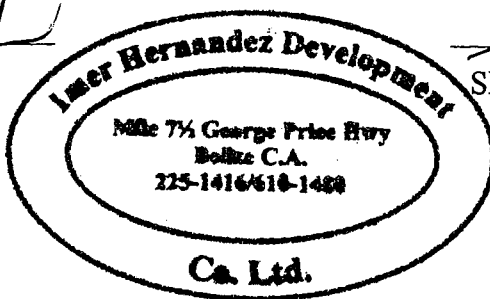 Imer Hernandez Development
Mile 7½ George Price Hwy
Belize C.A.
225-1416/610-1480
Co. Ltd.